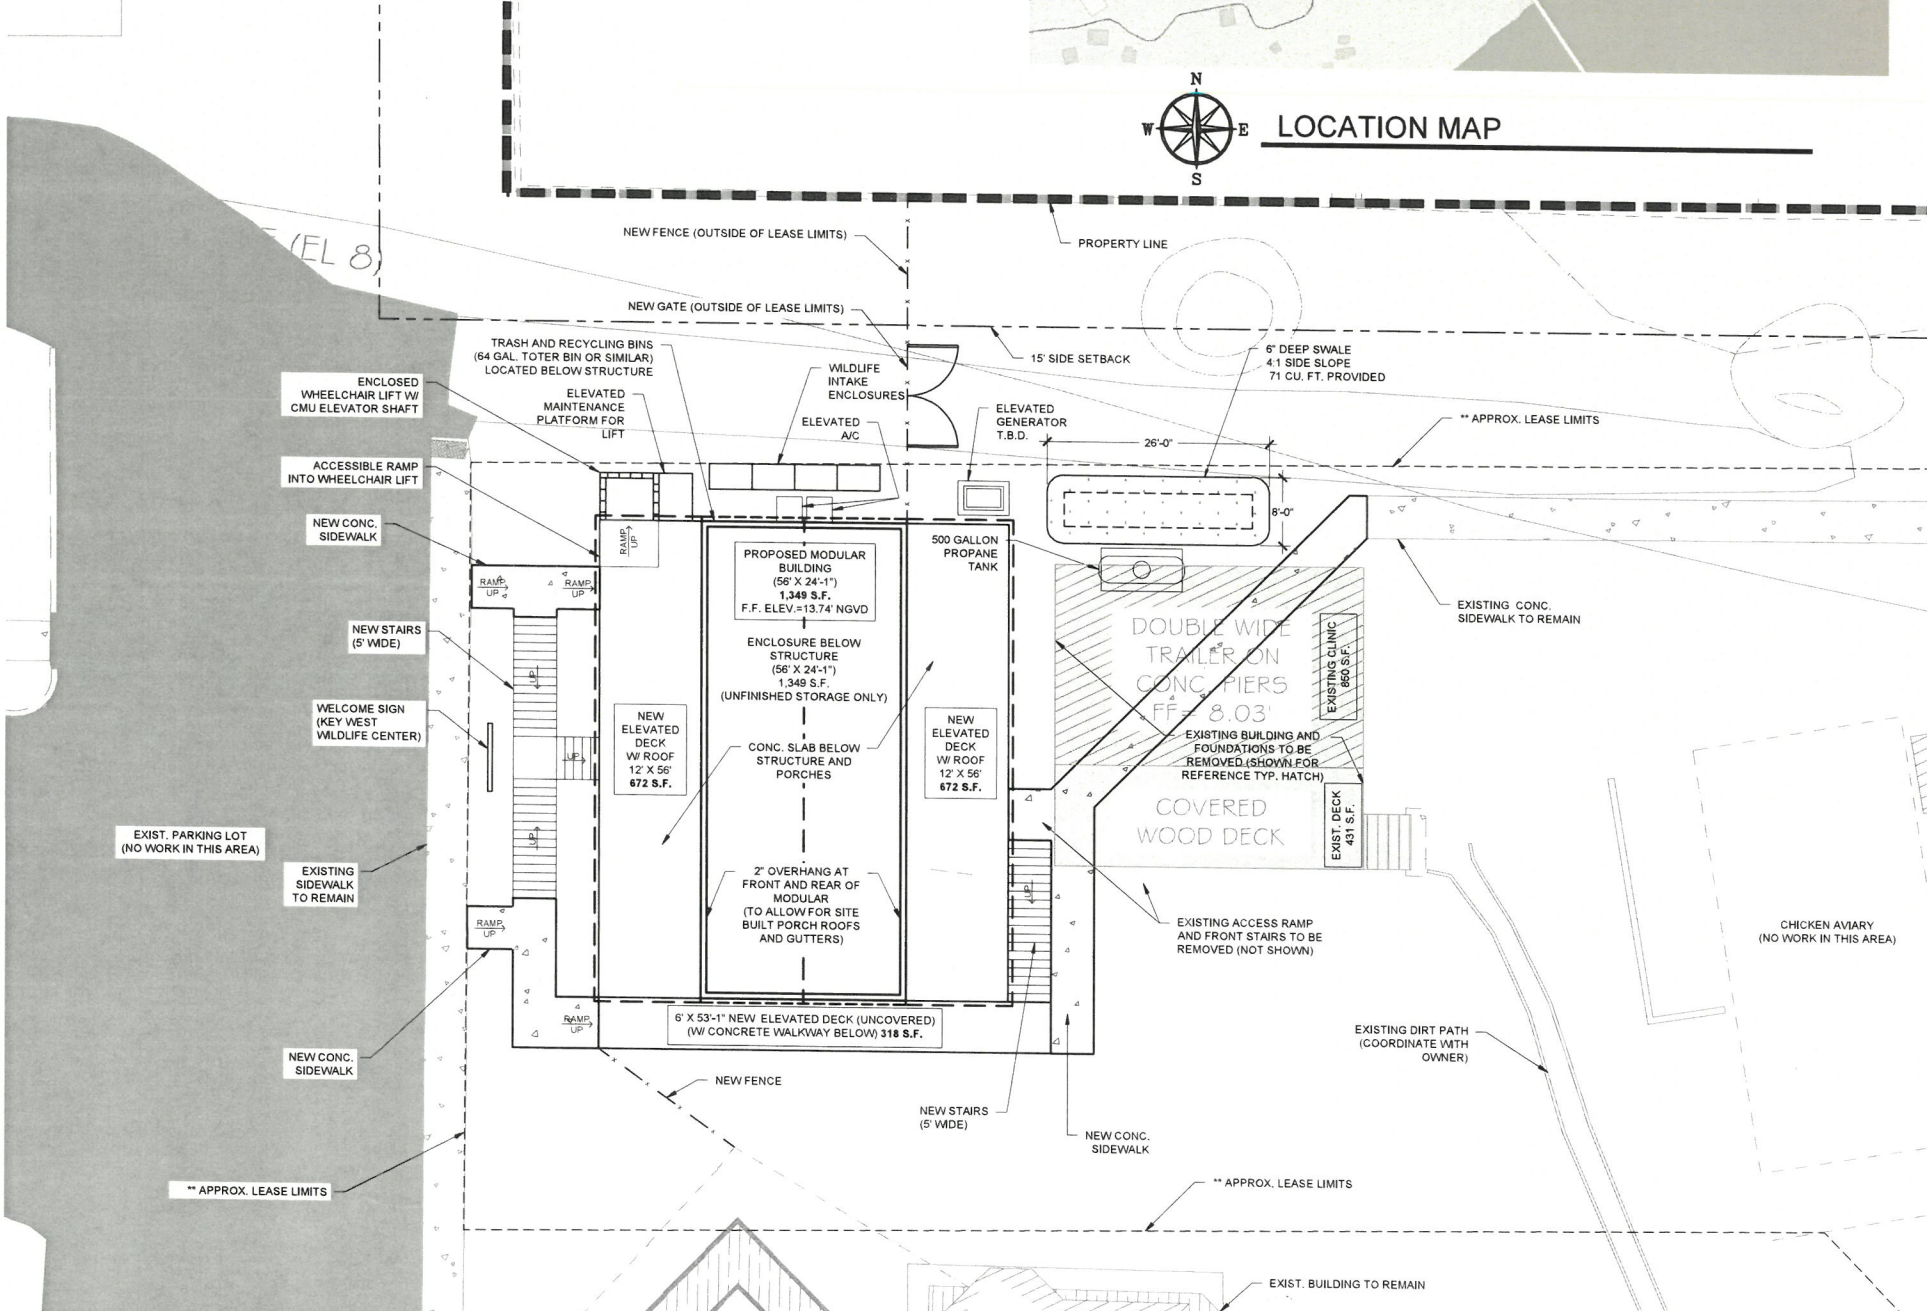 N
W
E
S
LOCATION MAP
(EL 8)
NEW FENCE (OUTSIDE OF LEASE LIMITS)
PROPERTY LINE
NEW GATE (OUTSIDE OF LEASE LIMITS)
TRASH AND RECYCLING BINS
(64 GAL. TOTER BIN OR SIMILAR)
LOCATED BELOW STRUCTURE
15' SIDE SETBACK
6" DEEP SWALE
4:1 SIDE SLOPE
71 CU. FT. PROVIDED
ENCLOSED
WHEELCHAIR LIFT W/
CMU ELEVATOR SHAFT
ELEVATED
MAINTENANCE
PLATFORM FOR
LIFT
WILDLIFE
INTAKE
ENCLOSURES
ELEVATED
A/C
ELEVATED
GENERATOR
T.B.D.
** APPROX. LEASE LIMITS
26'-0"
8'-0"
ACCESSIBLE RAMP
INTO WHEELCHAIR LIFT
NEW CONC.
SIDEWALK
RAMP
UP
RAMP
UP
RAMP
UP
500 GALLON
PROPANE
TANK
PROPOSED MODULAR
BUILDING
(56' X 24'-1")
1,349 S.F.
F.F. ELEV.=13.74' NGVD
ENCLOSURE BELOW
STRUCTURE
(56' X 24'-1")
1,349 S.F.
(UNFINISHED STORAGE ONLY)
EXISTING CONC.
SIDEWALK TO REMAIN
NEW STAIRS
(5' WIDE)
UP
DOUBLE WIDE
TRAILER ON
CONC. PIERS
FF= 8.03'
EXISTING CLINIC
850 S.F.
WELCOME SIGN
(KEY WEST
WILDLIFE CENTER)
UP
NEW
ELEVATED
DECK
W/ ROOF
12' X 56'
672 S.F.
CONC. SLAB BELOW
STRUCTURE AND
PORCHES
NEW
ELEVATED
DECK
W/ ROOF
12' X 56'
672 S.F.
EXISTING BUILDING AND
FOUNDATIONS TO BE
REMOVED (SHOWN FOR
REFERENCE TYP. HATCH)
COVERED
WOOD DECK
EXIST. DECK
431 S.F.
EXIST. PARKING LOT
(NO WORK IN THIS AREA)
UP
EXISTING
SIDEWALK
TO REMAIN
2" OVERHANG AT
FRONT AND REAR OF
MODULAR
(TO ALLOW FOR SITE
BUILT PORCH ROOFS
AND GUTTERS)
UP
RAMP
UP
EXISTING ACCESS RAMP
AND FRONT STAIRS TO BE
REMOVED (NOT SHOWN)
CHICKEN AVIARY
(NO WORK IN THIS AREA)
RAMP
UP
6' X 53'-1" NEW ELEVATED DECK (UNCOVERED)
(W/ CONCRETE WALKWAY BELOW) 318 S.F.
EXISTING DIRT PATH
(COORDINATE WITH
OWNER)
NEW CONC.
SIDEWALK
NEW FENCE
NEW STAIRS
(5' WIDE)
NEW CONC.
SIDEWALK
** APPROX. LEASE LIMITS
** APPROX. LEASE LIMITS
EXIST. BUILDING TO REMAIN